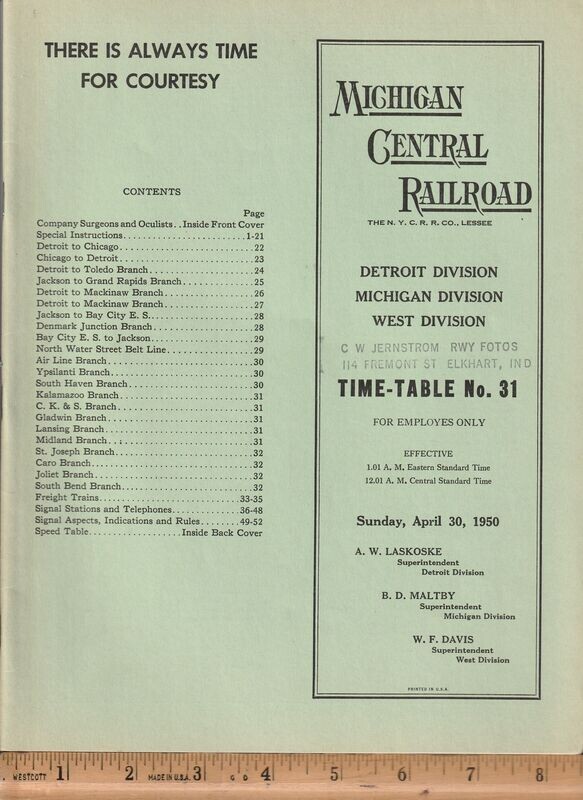 THERE IS ALWAYS TIME
FOR COURTESY
CONTENTS
Page
Company Surgeons and Oculists. . Inside Front Cover
Special Instructions. . . . . . . . . . . . . . . . . . . . . . . 1-21
Detroit to Chicago. . . . . . . . . . . . . . . . . . . . . . . . 22
Chicago to Detroit. . . . . . . . . . . . . . . . . . . . . . . . 23
Detroit to Toledo Branch. . . . . . . . . . . . . . . . . . . 24
Jackson to Grand Rapids Branch. . . . . . . . . . . . . 25
Detroit to Mackinaw Branch. . . . . . . . . . . . . . . . 26
Detroit to Mackinaw Branch. . . . . . . . . . . . . . . . 27
Jackson to Bay City E. S.. . . . . . . . . . . . . . . . . . . 28
Denmark Junction Branch. . . . . . . . . . . . . . . . . . 28
Bay City E. S. to Jackson. . . . . . . . . . . . . . . . . . . 29
North Water Street Belt Line. . . . . . . . . . . . . . . . 29
Air Line Branch. . . . . . . . . . . . . . . . . . . . . . . . . . 30
Ypsilanti Branch. . . . . . . . . . . . . . . . . . . . . . . . . 30
South Haven Branch. . . . . . . . . . . . . . . . . . . . . . 30
Kalamazoo Branch. . . . . . . . . . . . . . . . . . . . . . . 31
C. K. & S. Branch. . . . . . . . . . . . . . . . . . . . . . . . 31
Gladwin Branch. . . . . . . . . . . . . . . . . . . . . . . . . 31
Lansing Branch. . . . . . . . . . . . . . . . . . . . . . . . . . 31
Midland Branch. . . . . . . . . . . . . . . . . . . . . . . . . 31
St. Joseph Branch. . . . . . . . . . . . . . . . . . . . . . . . 32
Caro Branch. . . . . . . . . . . . . . . . . . . . . . . . . . . . 32
Joliet Branch. . . . . . . . . . . . . . . . . . . . . . . . . . . . 32
South Bend Branch. . . . . . . . . . . . . . . . . . . . . . . 32
Freight Trains. . . . . . . . . . . . . . . . . . . . . . . . . 33-35
Signal Stations and Telephones. . . . . . . . . . . . 36-48
Signal Aspects, Indications and Rules. . . . . . . . 49-52
Speed Table. . . . . . . . . . . . . . . . Inside Back Cover
MICHIGAN
CENTRAL
RAILROAD
THE N. Y. C. R. R. CO., LESSEE
DETROIT DIVISION
MICHIGAN DIVISION
WEST DIVISION
C W JERNSTROM RWY FOTOS
114 FREMONT ST ELKHART, IND
TIME-TABLE No. 31
FOR EMPLOYES ONLY
EFFECTIVE
1.01 A. M. Eastern Standard Time
12.01 A. M. Central Standard Time
Sunday, April 30, 1950
A. W. LASKOSKE
Superintendent
Detroit Division
B. D. MALTBY
Superintendent
Michigan Division
W. F. DAVIS
Superintendent
West Division
PRINTED IN U.S.A.
WESTCOTT 1 2 MADE IN U.S.A. 3 4 5 6 7 8